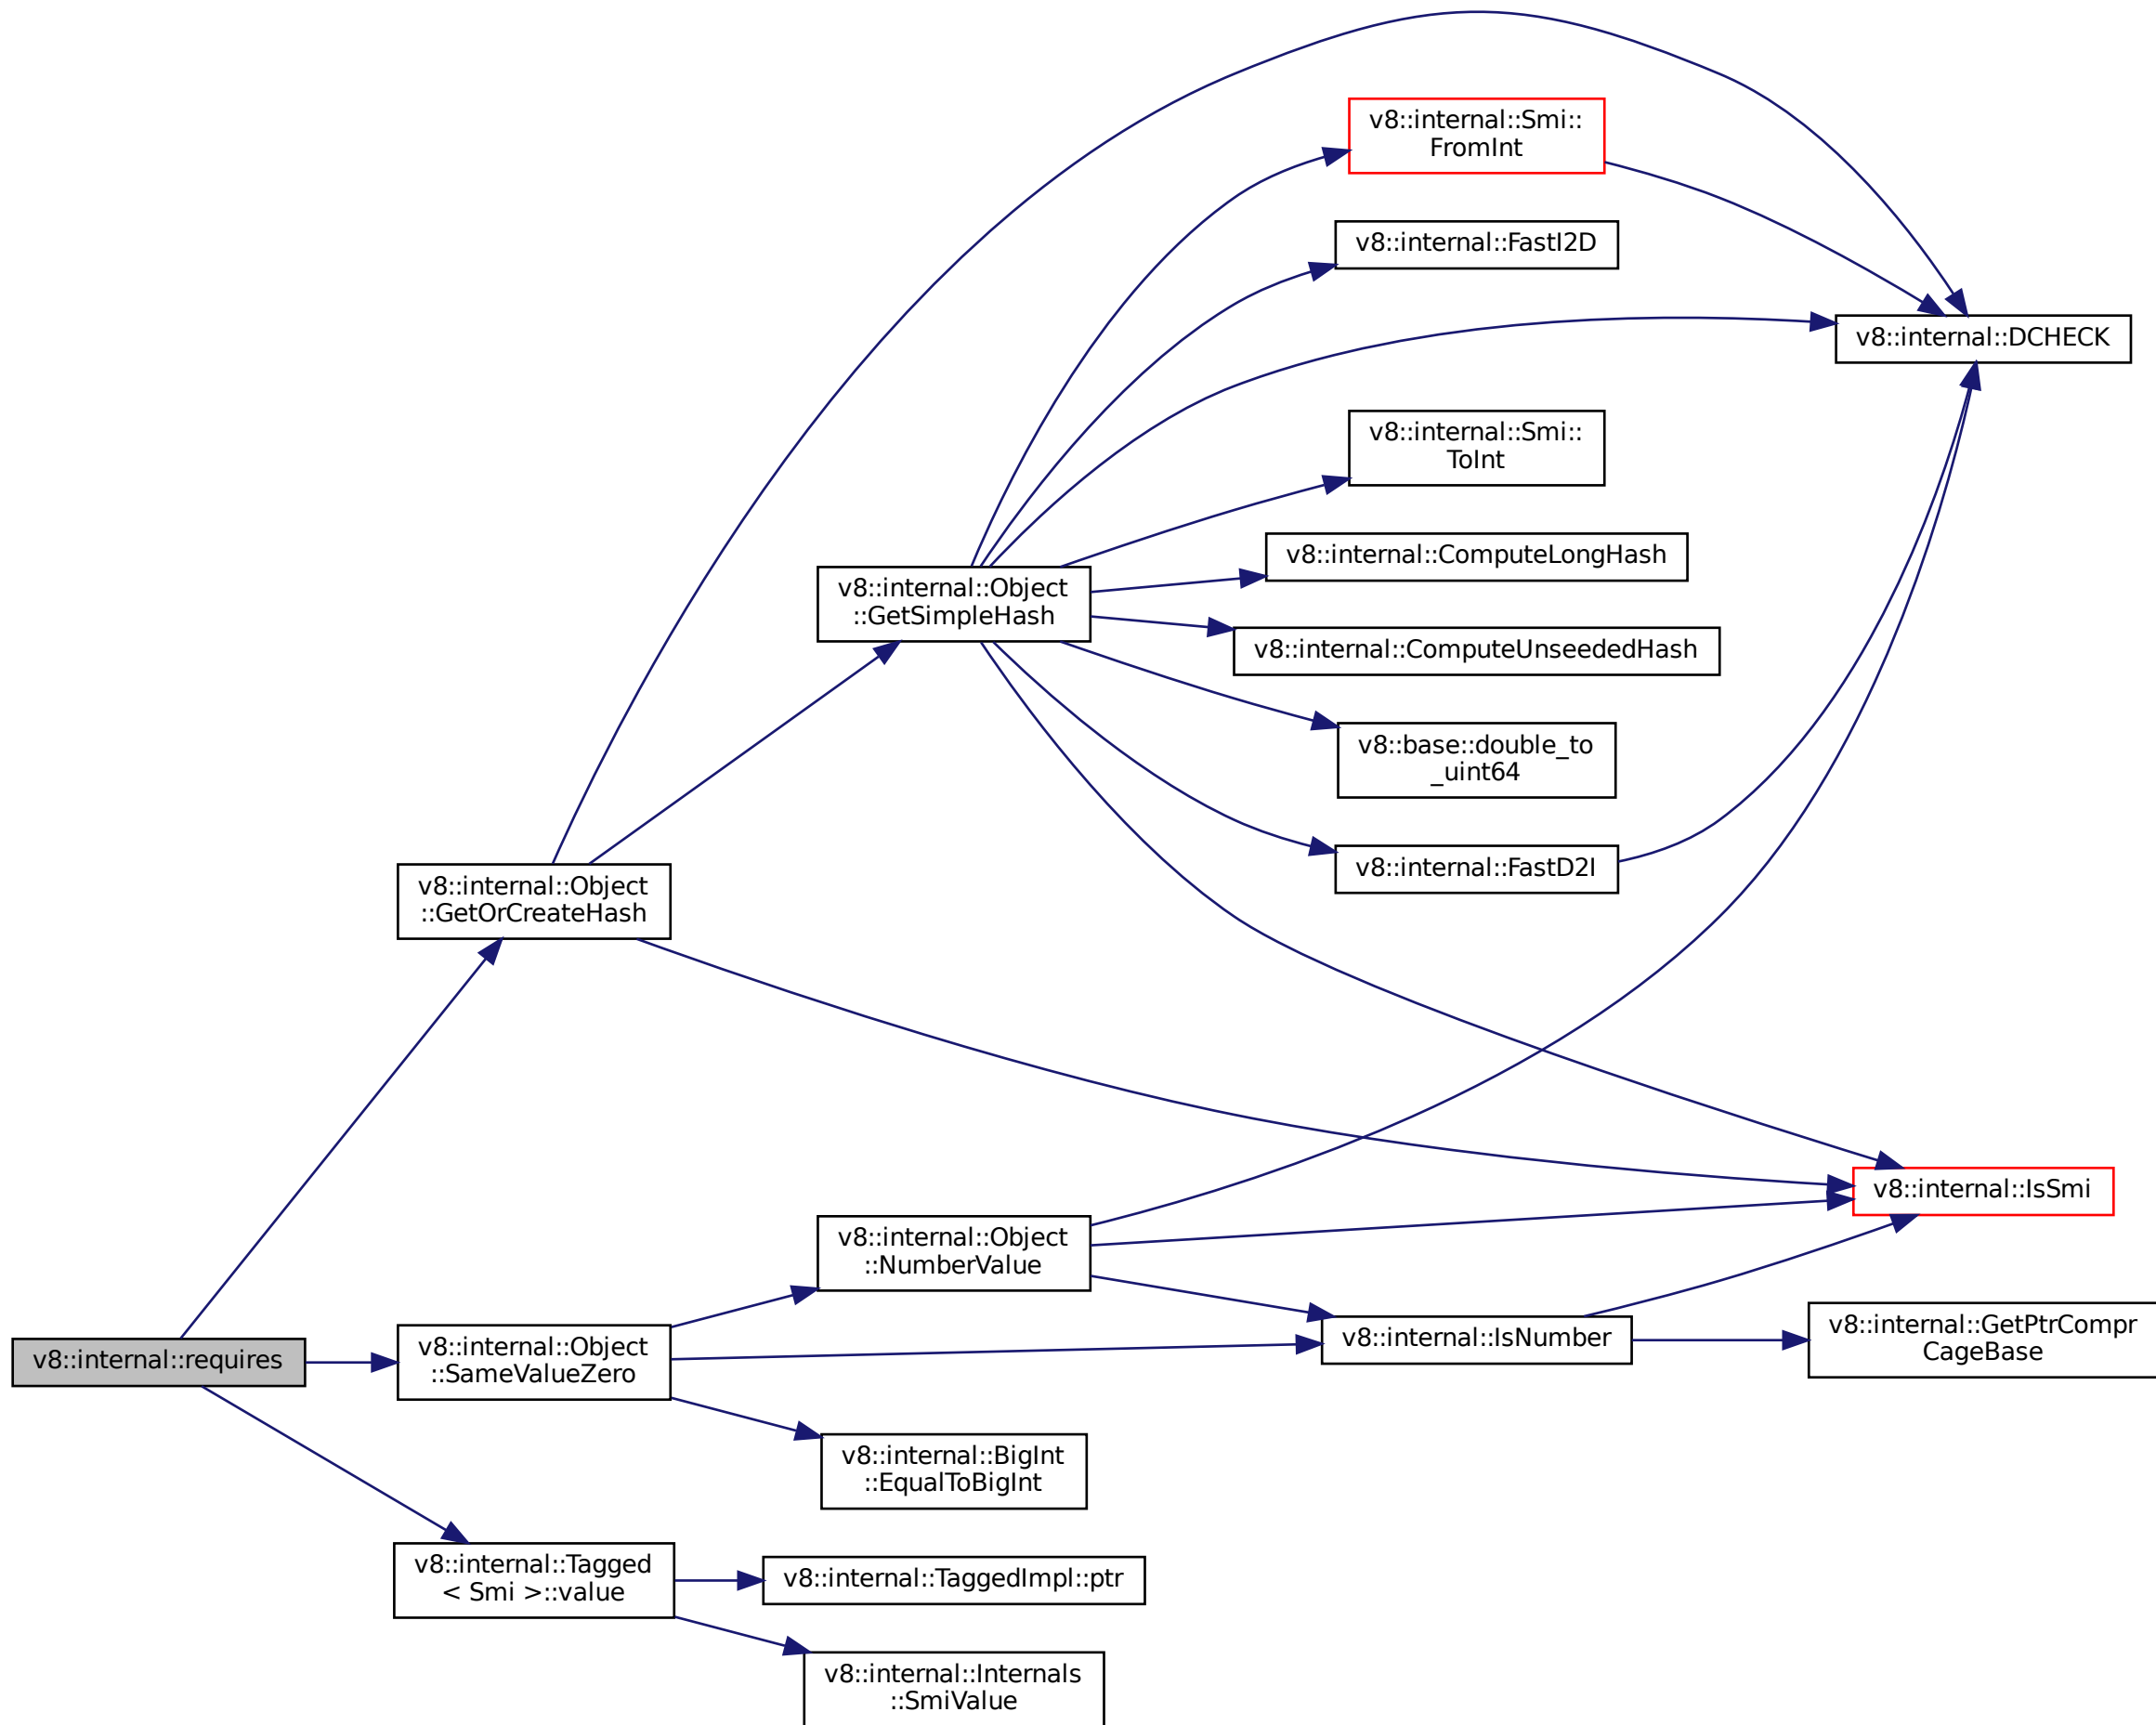 v8::internal::Smi::
FromInt
v8::internal::FastI2D
v8::internal::DCHECK
v8::internal::Smi::
ToInt
v8::internal::ComputeLongHash
v8::internal::Object
::GetSimpleHash
v8::internal::ComputeUnseededHash
v8::base::double_to
_uint64
v8::internal::FastD2I
v8::internal::Object
::GetOrCreateHash
v8::internal::IsSmi
v8::internal::Object
::NumberValue
v8::internal::IsNumber
v8::internal::GetPtrCompr
CageBase
v8::internal::requires
v8::internal::Object
::SameValueZero
v8::internal::BigInt
::EqualToBigInt
v8::internal::Tagged
< Smi >::value
v8::internal::TaggedImpl::ptr
v8::internal::Internals
::SmiValue